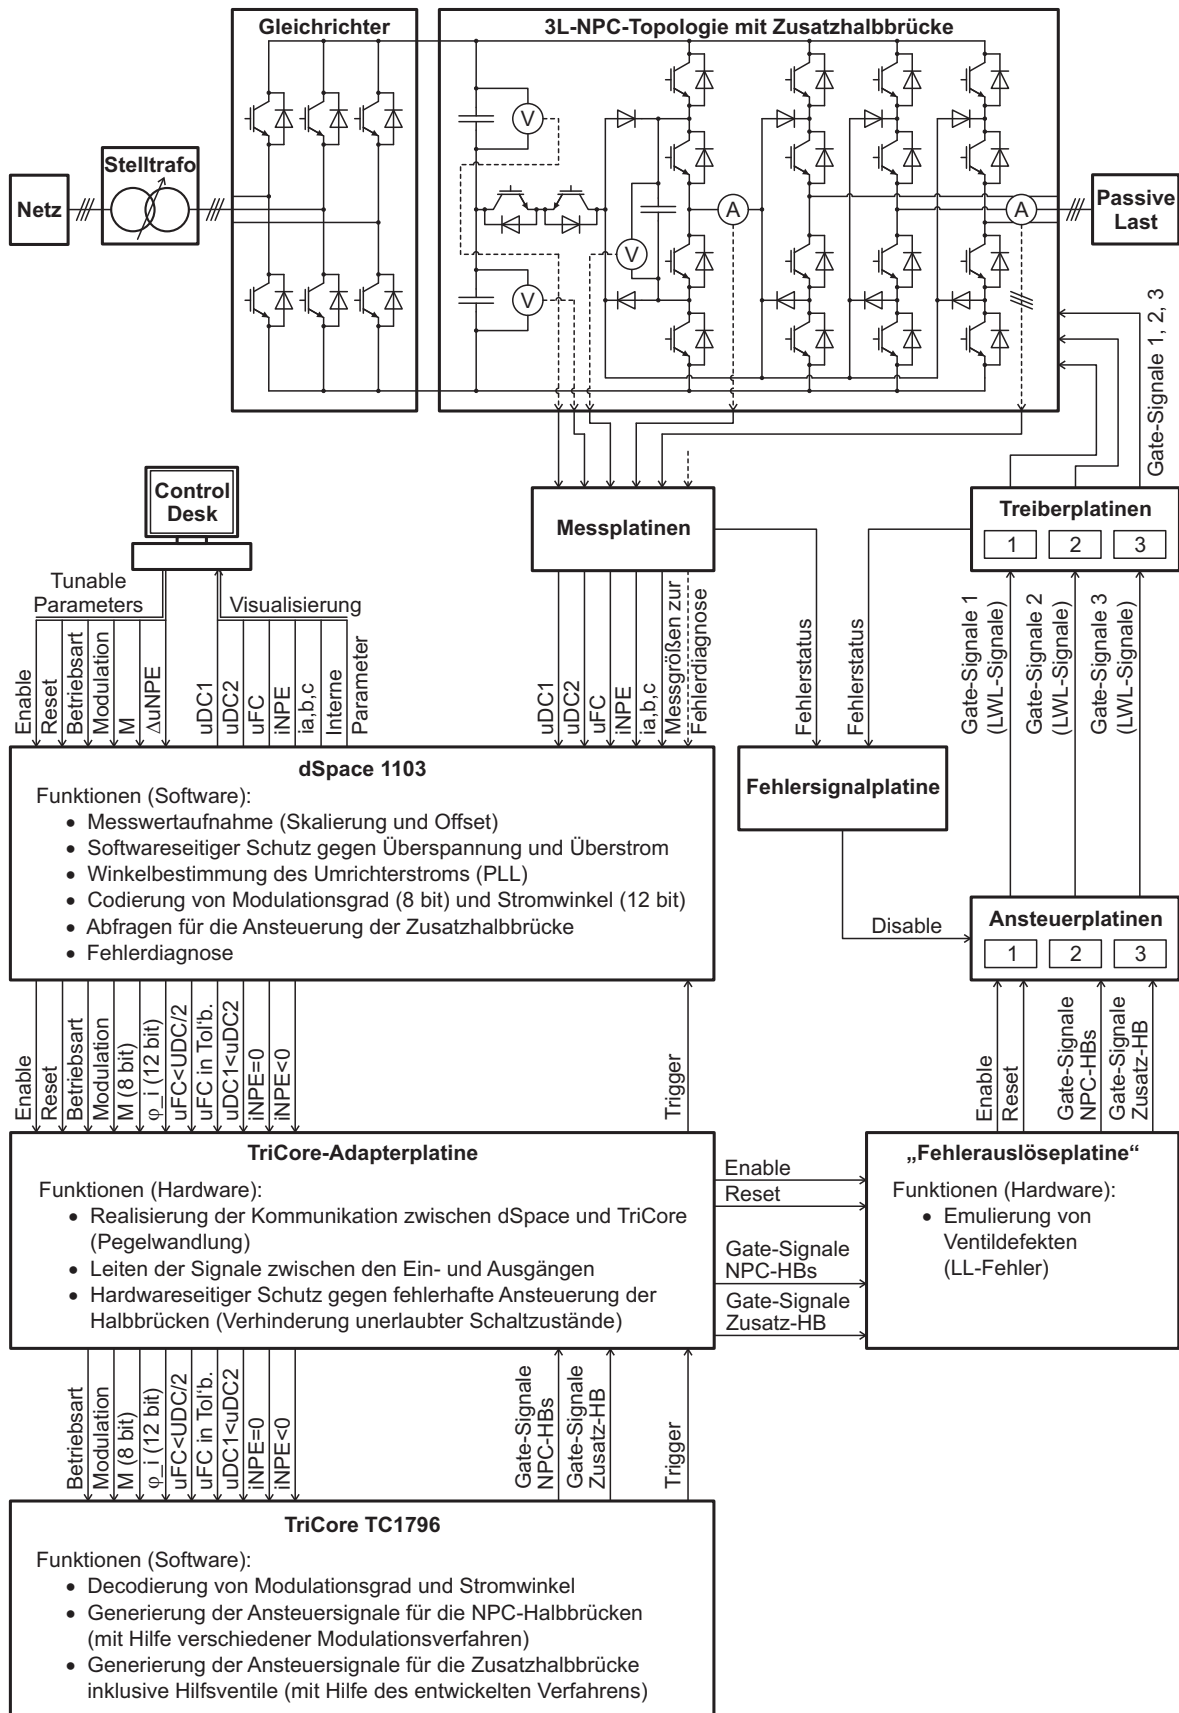 Gleichrichter
3L-NPC-Topologie mit Zusatzhalbbrücke
Netz
Stelltrafo
V
V
V
A
A
Passive
Last
Gate-Signale 1, 2, 3
Control
Desk
Messplatinen
Treiberplatinen
1
2
3
Tunable
Parameters
Visualisierung
Enable
Reset
Betriebsart
Modulation
M
ΔuNPE
uDC1
uDC2
uFC
iNPE
ia,b,c
Interne
Parameter
uDC1
uDC2
uFC
iNPE
ia,b,c
Messgrößen zur
Fehlerdiagnose
Fehlerstatus
Fehlerstatus
Gate-Signale 1
(LWL-Signale)
Gate-Signale 2
(LWL-Signale)
Gate-Signale 3
(LWL-Signale)
dSpace 1103
Funktionen (Software):
• Messwertaufnahme (Skalierung und Offset)
• Softwareseitiger Schutz gegen Überspannung und Überstrom
• Winkelbestimmung des Umrichterstroms (PLL)
• Codierung von Modulationsgrad (8 bit) und Stromwinkel (12 bit)
• Abfragen für die Ansteuerung der Zusatzhalbbrücke
• Fehlerdiagnose
Fehlersignalplatine
Disable
Ansteuerplatinen
1
2
3
Enable
Reset
Betriebsart
Modulation
M (8 bit)
φ_i (12 bit)
uFC<UDC/2
uFC in Tol‘b.
uDC1<uDC2
iNPE=0
iNPE<0
Trigger
Enable
Reset
Gate-Signale
NPC-HBs
Gate-Signale
Zusatz-HB
TriCore-Adapterplatine
Funktionen (Hardware):
• Realisierung der Kommunikation zwischen dSpace und TriCore
(Pegelwandlung)
• Leiten der Signale zwischen den Ein- und Ausgängen
• Hardwareseitiger Schutz gegen fehlerhafte Ansteuerung der
Halbbrücken (Verhinderung unerlaubter Schaltzustände)
Enable
Reset
Gate-Signale
NPC-HBs
Gate-Signale
Zusatz-HB
„Fehlerauslöseplatine“
Funktionen (Hardware):
• Emulierung von
Ventildefekten
(LL-Fehler)
Betriebsart
Modulation
M (8 bit)
φ_i (12 bit)
uFC<UDC/2
uFC in Tol‘b.
uDC1<uDC2
iNPE=0
iNPE<0
Gate-Signale
NPC-HBs
Gate-Signale
Zusatz-HB
Trigger
TriCore TC1796
Funktionen (Software):
• Decodierung von Modulationsgrad und Stromwinkel
• Generierung der Ansteuersignale für die NPC-Halbbrücken
(mit Hilfe verschiedener Modulationsverfahren)
• Generierung der Ansteuersignale für die Zusatzhalbbrücke
inklusive Hilfsventile (mit Hilfe des entwickelten Verfahrens)